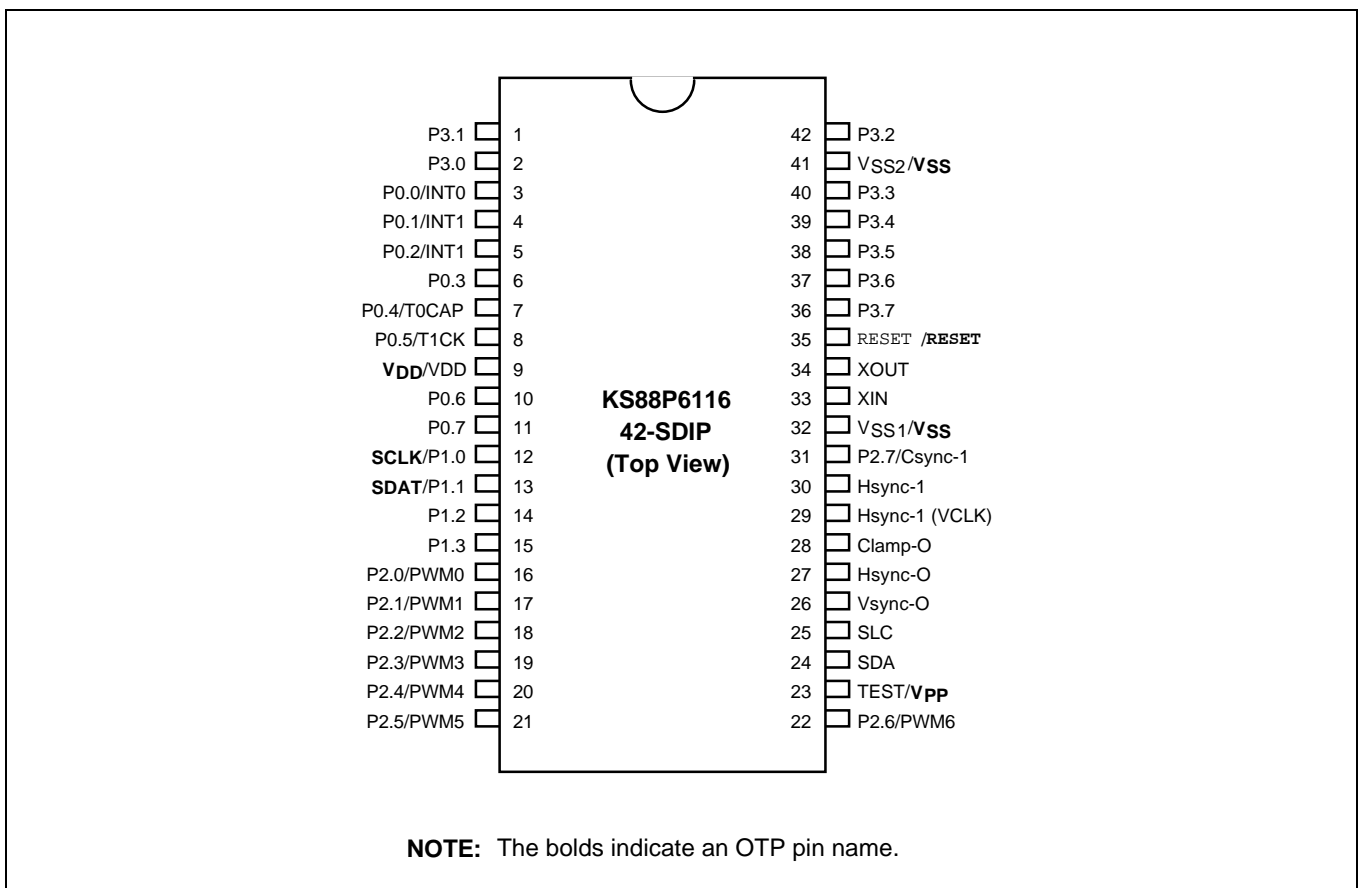 P3.1 1
P3.0 2
P0.0/INT0 3
P0.1/INT1 4
P0.2/INT1 5
P0.3 6
P0.4/T0CAP 7
P0.5/T1CK 8
VDD/VDD 9
P0.6 10
P0.7 11
SCLK/P1.0 12
SDAT/P1.1 13
P1.2 14
P1.3 15
P2.0/PWM0 16
P2.1/PWM1 17
P2.2/PWM2 18
P2.3/PWM3 19
P2.4/PWM4 20
P2.5/PWM5 21
KS88P6116
42-SDIP
(Top View)
42 P3.2
41 VSS2/VSS
40 P3.3
39 P3.4
38 P3.5
37 P3.6
36 P3.7
35 RESET /RESET
34 XOUT
33 XIN
32 VSS1/VSS
31 P2.7/Csync-1
30 Hsync-1
29 Hsync-1 (VCLK)
28 Clamp-O
27 Hsync-O
26 Vsync-O
25 SLC
24 SDA
23 TEST/VPP
22 P2.6/PWM6
NOTE: The bolds indicate an OTP pin name.